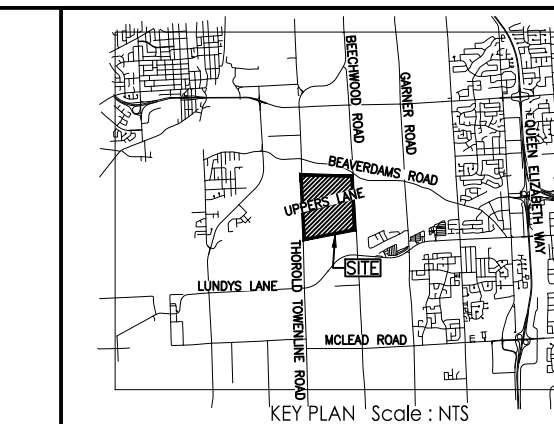 BEECHWOOD ROAD
GARNER ROAD
QUEEN ELIZABETH WAY
BEAVERDAMS ROAD
UPPERS LANE
SITE
THOROLD TOWENLINE ROAD
LUNDYS LANE
MCLEAD ROAD
KEY PLAN Scale : NTS